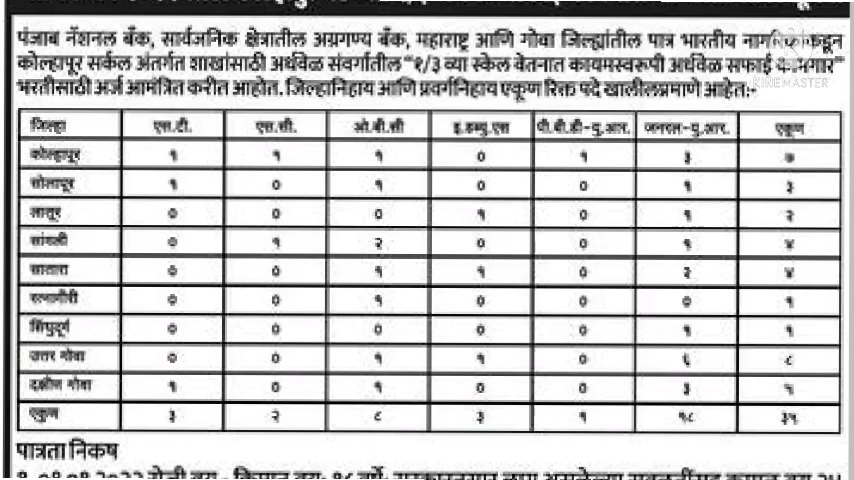 पंजाब नॅशनल बँक, सार्वजनिक क्षेत्रातील अग्रगण्य बँक, महाराष्ट्र आणि गोवा जिल्ह्यांतील पात्र भारतीय
कोल्हापूर सर्कल अंतर्गत शाखांसाठी अर्धवेळ संवर्गातील "१/३ व्या स्केल वेतनात कायमस्वरूपी अर्धवेळ सफाई कामगार"
भरतीसाठी अर्ज आमंत्रित करीत आहोत. जिल्हानिहाय आणि प्रवर्गनिहाय एकूण रिक्त पदे खालीलप्रमाणे आहेत:-
KINEMASTER
जिल्हा एस.टी. एस.सी. ओ.बी.सी इ.डब्यु.एस पी.बी.डी-यु.आर. जनरल-यु.आर. एकूण
कोल्हापूर १ १ १ ० १ ३ ७
सोलापूर १ ० १ ० ० १ ३
लातूर ० ० ० १ ० १ २
सांगली ० १ २ ० ० १ ४
सातारा ० ० १ १ ० २ ४
रत्नागीरी ० ० १ ० ० ० १
सिंधुदूर्ग ० ० ० ० ० १ १
उत्तर गोवा ० ० १ १ ० ६ ८
दक्षीण गोवा १ ० १ ० ० ३ ५
एकुण ३ २ ८ ३ १ १८ ३५
पात्रता निकष